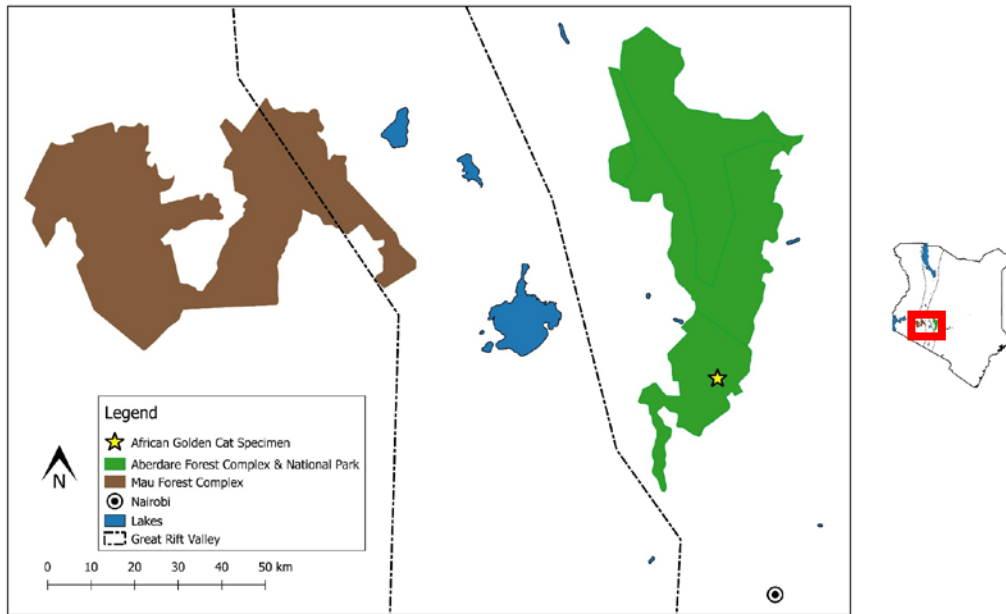 Legend
African Golden Cat Specimen
Aberdare Forest Complex & National Park
Mau Forest Complex
Nairobi
Lakes
Great Rift Valley
N
0 10 20 30 40 50 km